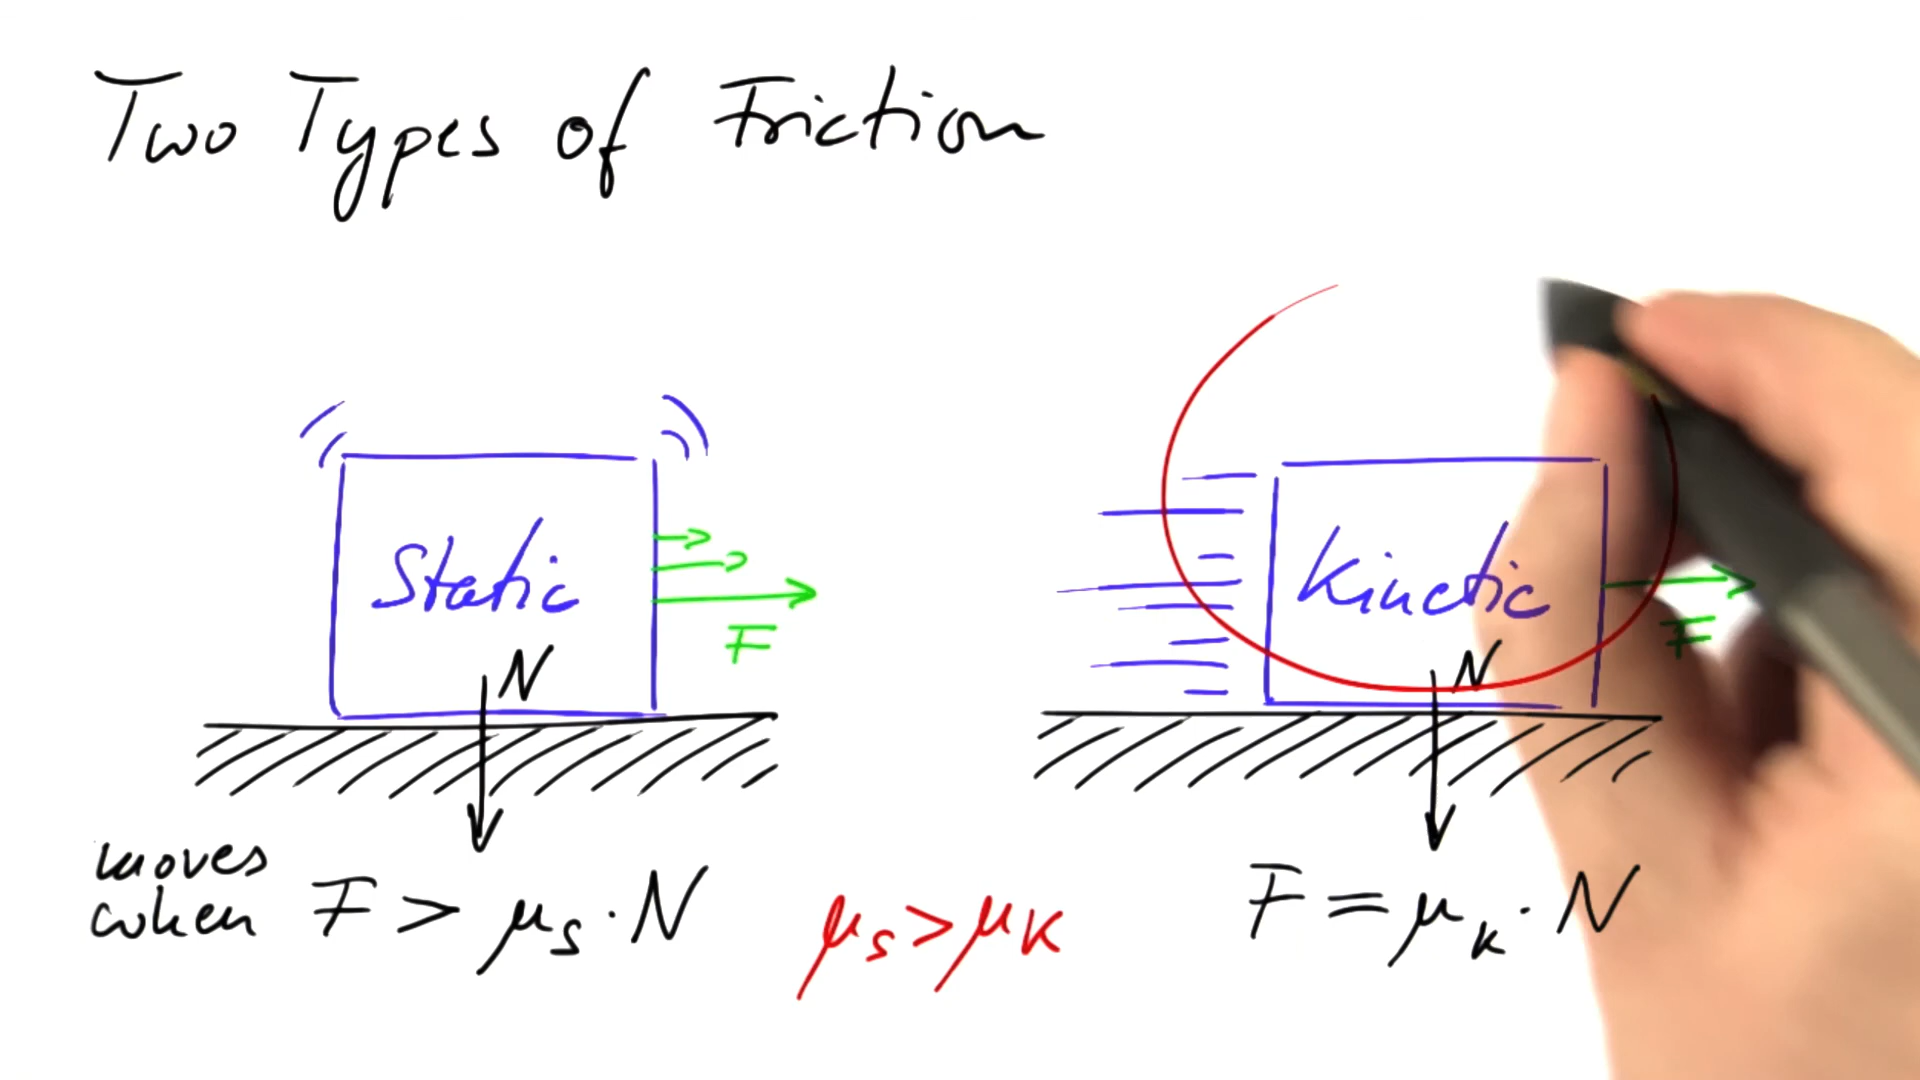 Two Types of Friction
Static
F
N
Kinetic
F
N
moves
when F > μs · N
μs > μK
F = μk · N